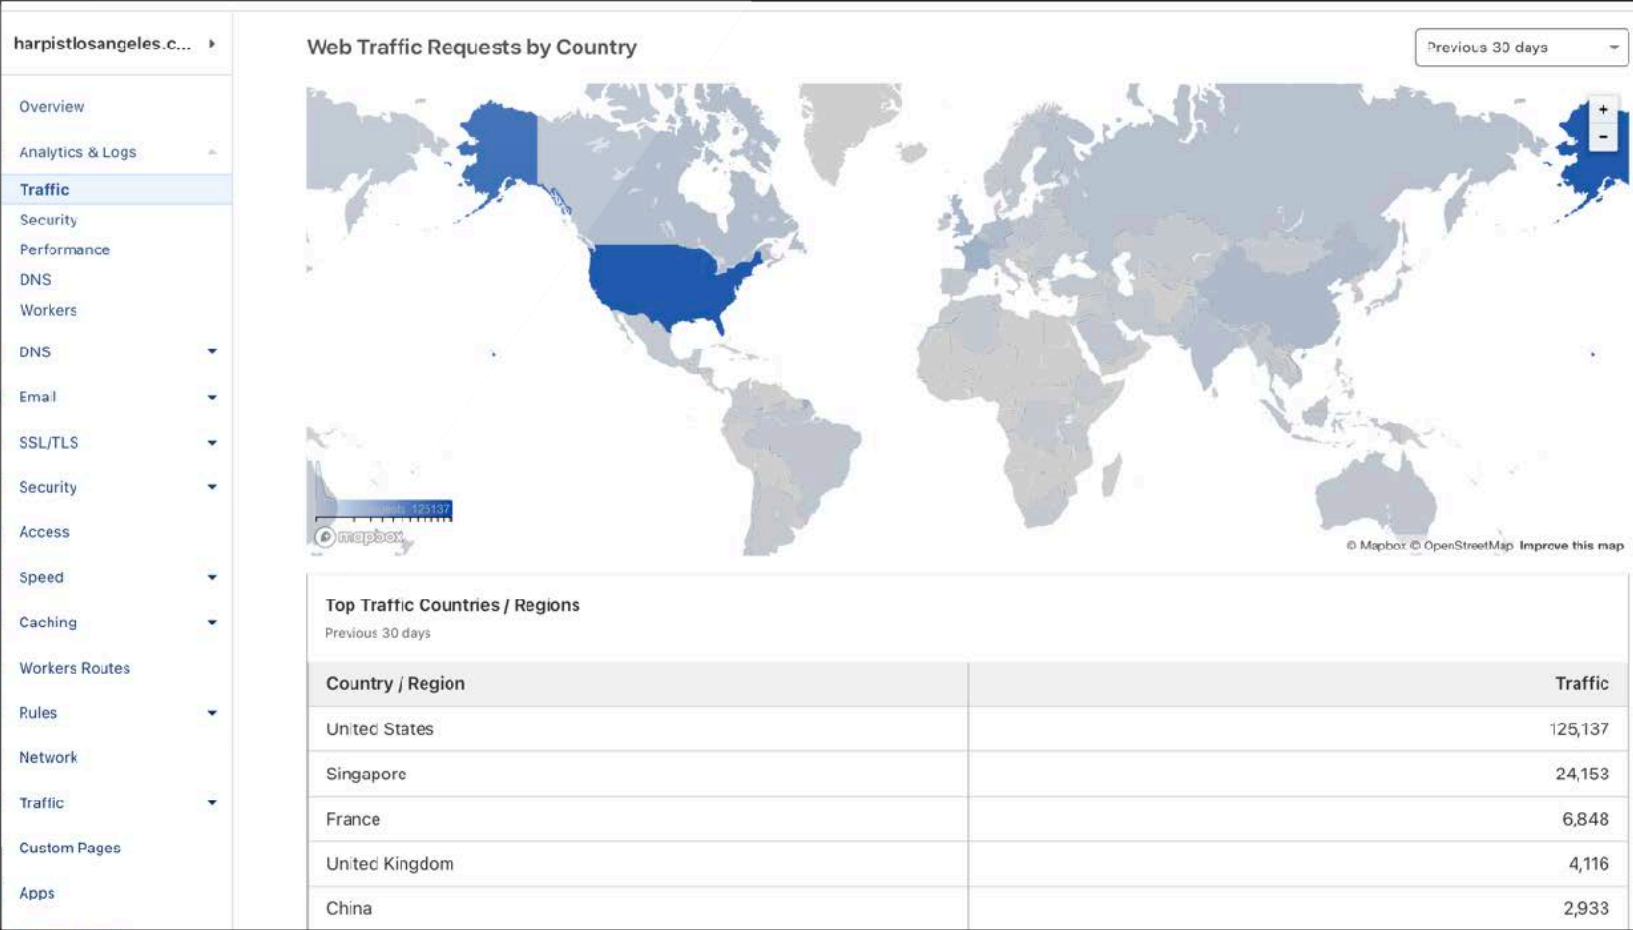 harpistlosangeles.c...
Overview
Analytics & Logs
Traffic
Security
Performance
DNS
Workers
DNS
Email
SSL/TLS
Security
Access
Speed
Caching
Workers Routes
Rules
Network
Traffic
Custom Pages
Apps
Web Traffic Requests by Country
Previous 30 days
+
−
125137
mapbox
© Mapbox © OpenStreetMap Improve this map
Top Traffic Countries / Regions
Previous 30 days
Country / Region Traffic
United States 125,137
Singapore 24,153
France 6,848
United Kingdom 4,116
China 2,933